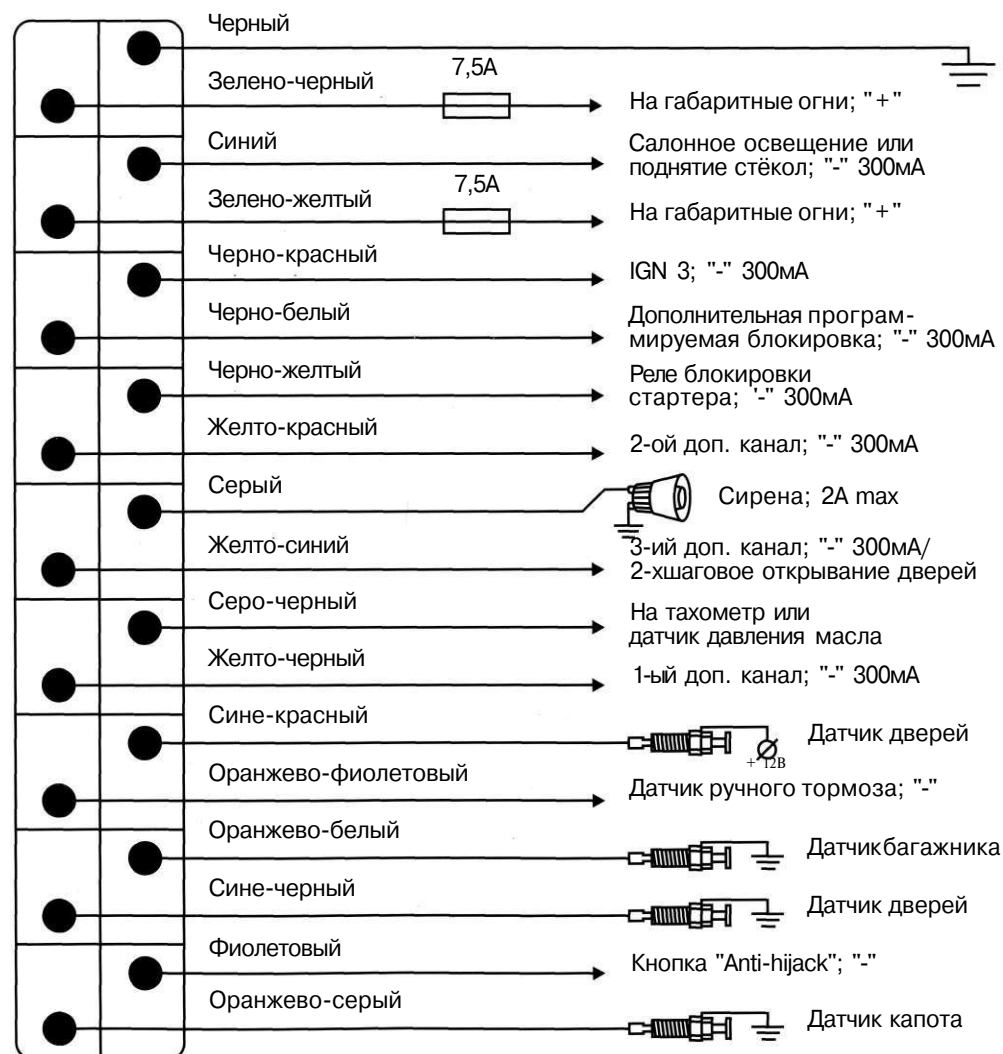 Черный
7,5А
Зелено-черный
На габаритные огни; "+"
Синий
Салонное освещение или
поднятие стёкол; "-" 300мА
7,5А
Зелено-желтый
На габаритные огни; "+"
Черно-красный
IGN 3; "-" 300мА
Черно-белый
Дополнительная програм-
мируемая блокировка; "-" 300мА
Черно-желтый
Реле блокировки
стартера; '-" 300мА
Желто-красный
2-ой доп. канал; "-" 300мА
Серый
Сирена; 2А max
Желто-синий
3-ий доп. канал; "-" 300мА/
2-хшаговое открывание дверей
Серо-черный
На тахометр или
датчик давления масла
Желто-черный
1-ый доп. канал; "-" 300мА
Сине-красный
Датчик дверей
+ 12В
Оранжево-фиолетовый
Датчик ручного тормоза; "-"
Оранжево-белый
Датчикбагажника
Сине-черный
Датчик дверей
Фиолетовый
Кнопка "Anti-hijack"; "-"
Оранжево-серый
Датчик капота